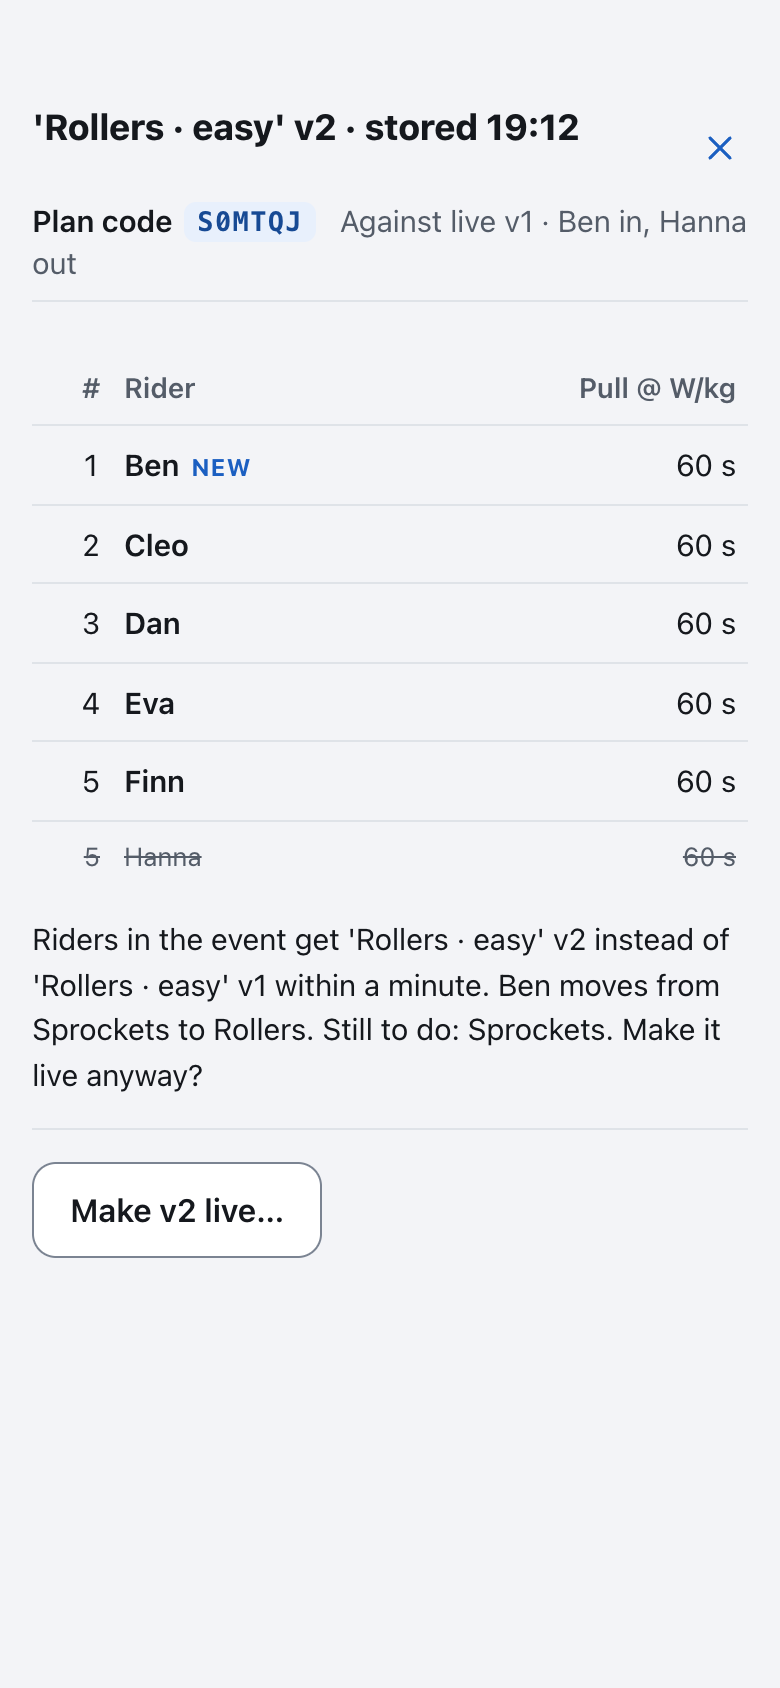 'Rollers · easy' v2 · stored 19:12
Plan code S0MTQJ Against live v1 · Ben in, Hanna
out
# Rider Pull @ W/kg
1 Ben NEW 60 s
2 Cleo 60 s
3 Dan 60 s
4 Eva 60 s
5 Finn 60 s
5 Hanna 60 s
Riders in the event get 'Rollers · easy' v2 instead of
'Rollers · easy' v1 within a minute. Ben moves from
Sprockets to Rollers. Still to do: Sprockets. Make it
live anyway?
Make v2 live...